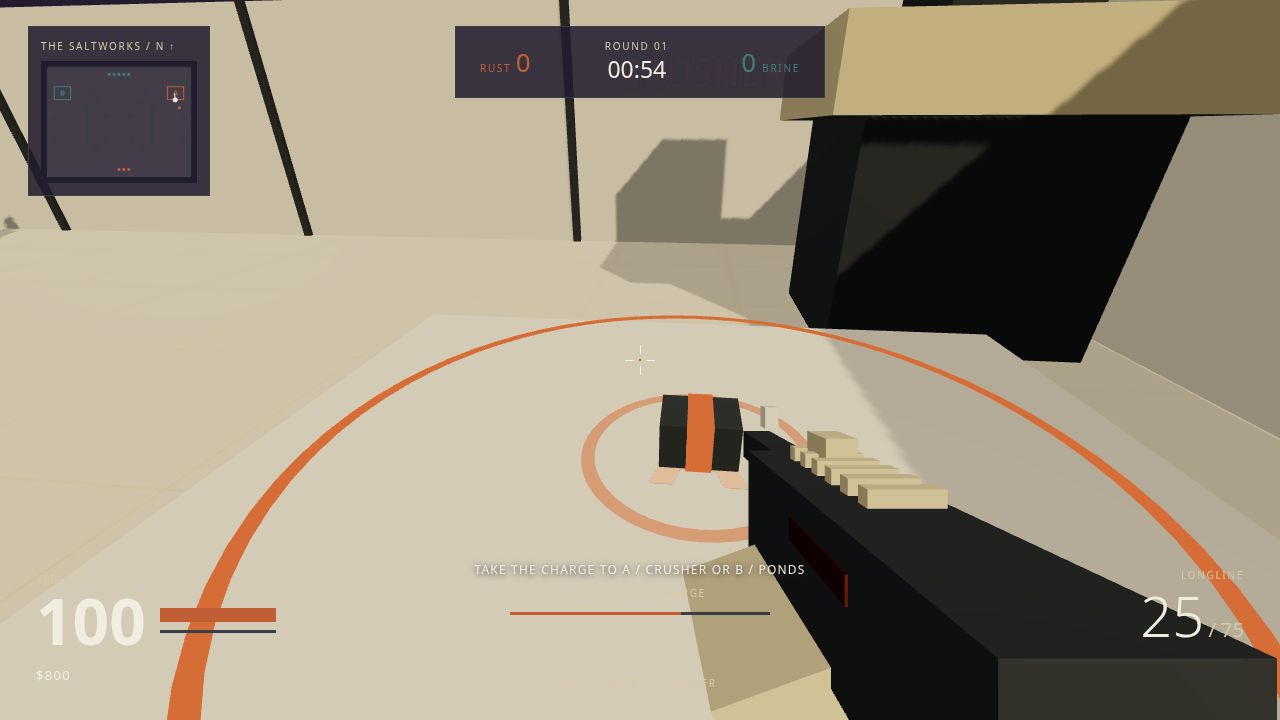 THE SALTWORKS / N ↑
ROUND 01
RUST 0
00:54
0 BRINE
TAKE THE CHARGE TO A / CRUSHER OR B / PONDS
100
$800
LONGLINE
25 / 75